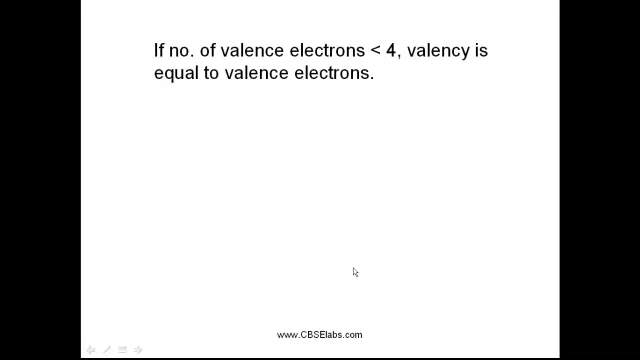 If no. of valence electrons < 4, valency is
equal to valence electrons.
www.CBSElabs.com